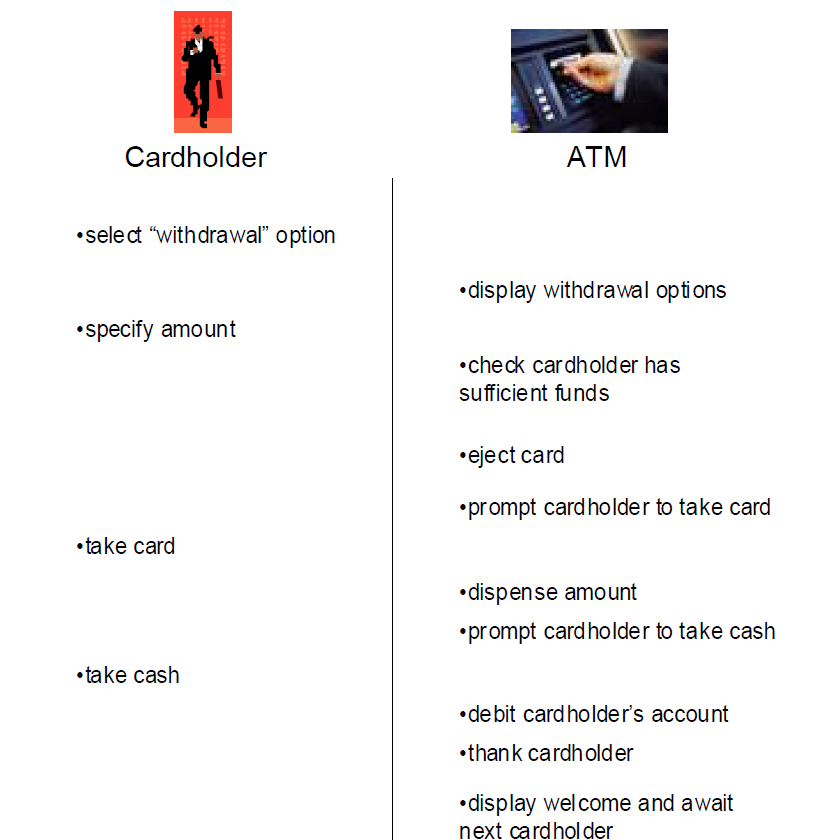 Cardholder
ATM
•select “withdrawal” option
•display withdrawal options
•specify amount
•check cardholder has
sufficient funds
•eject card
•prompt cardholder to take card
•take card
•dispense amount
•prompt cardholder to take cash
•take cash
•debit cardholder’s account
•thank cardholder
•display welcome and await
next cardholder